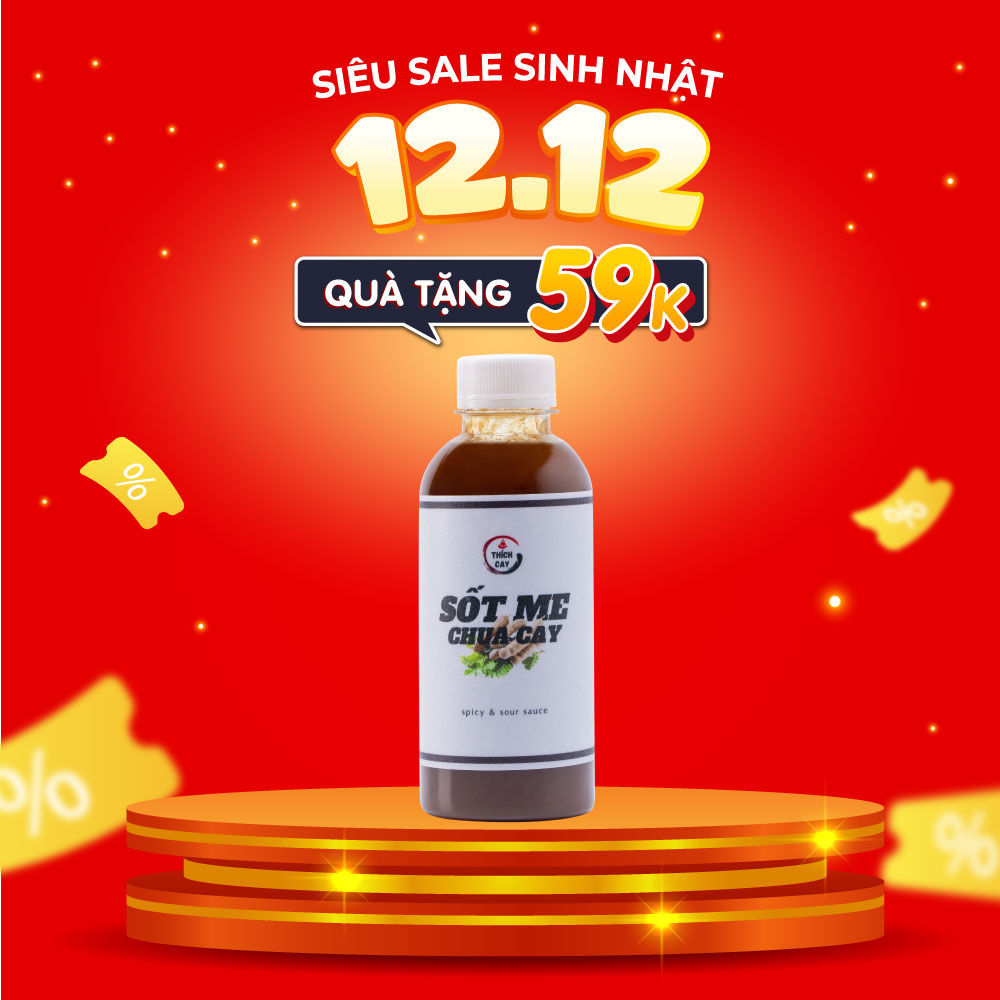 SIÊU SALE SINH NHẬT
12.12
QUÀ TẶNG 59K
THÍCH
CAY
SỐT ME
CHUA CAY
spicy & sour sauce
%
%
%
%